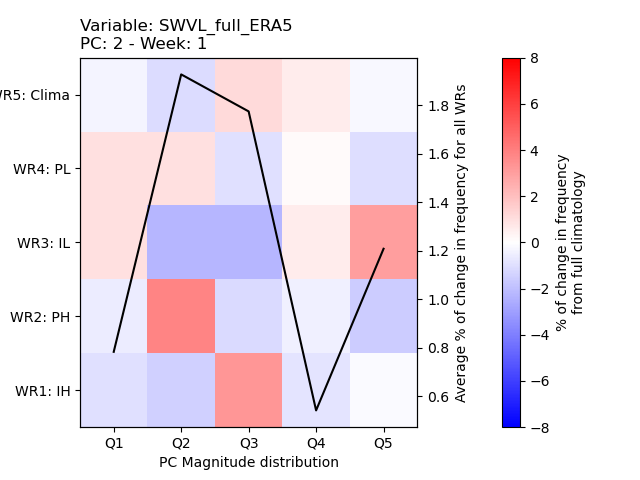 Variable: SWVL_full_ERA5
PC: 2 - Week: 1
WR5: Clima
WR4: PL
WR3: IL
WR2: PH
WR1: IH
Q1 Q2 Q3 Q4 Q5
PC Magnitude distribution
1.8
1.6
1.4
1.2
1.0
0.8
0.6
Average % of change in frequency for all WRs
8
6
4
2
0
−2
−4
−6
−8
% of change in frequency
from full climatology